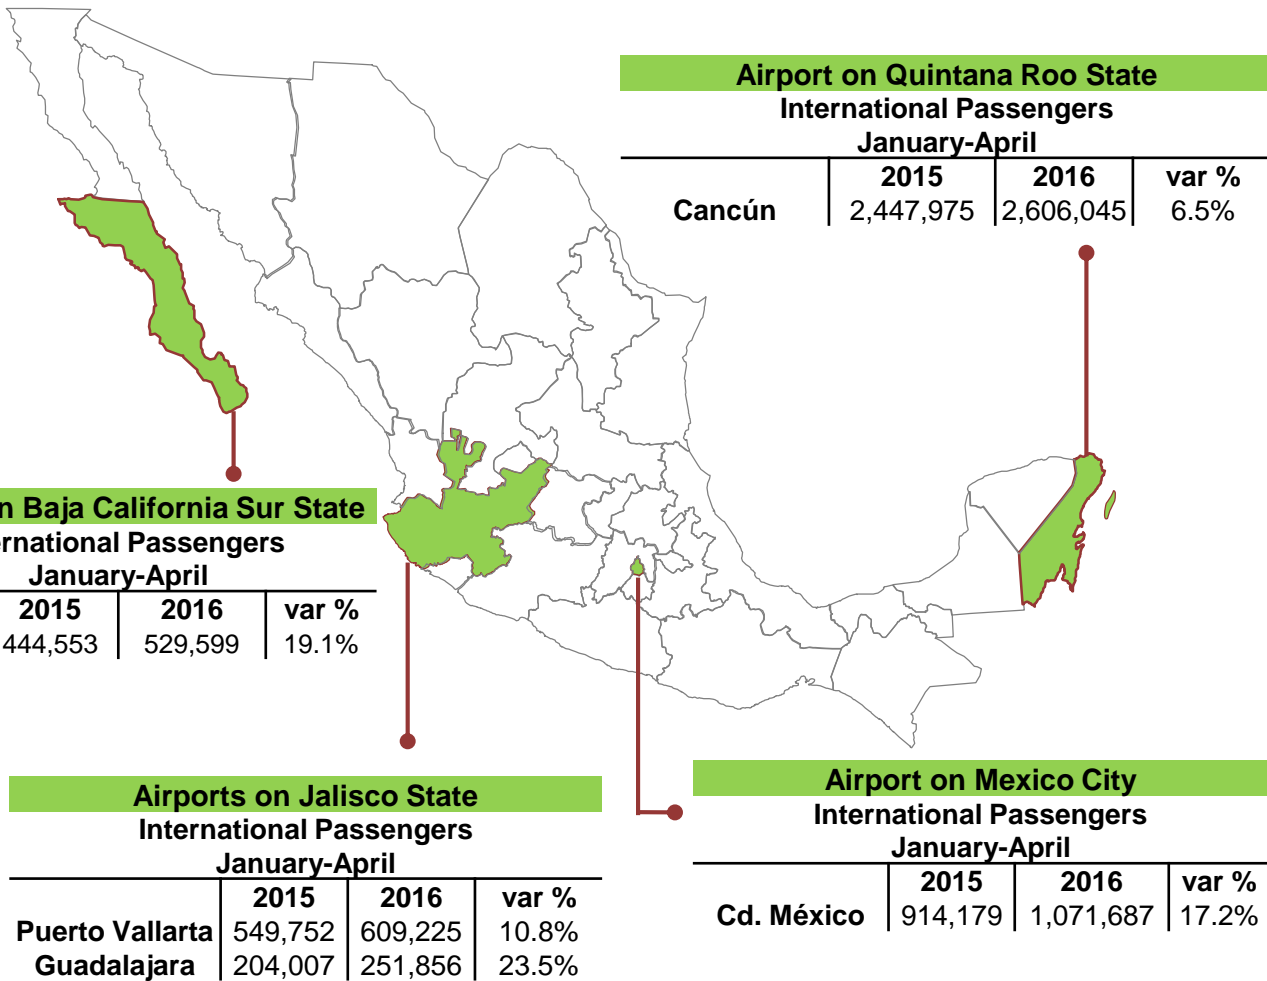 Airport on Quintana Roo State
International Passengers
January-April
2015 2016 var %
Cancún 2,447,975 2,606,045 6.5%
n Baja California Sur State
ernational Passengers
January-April
2015 2016 var %
444,553 529,599 19.1%
Airports on Jalisco State
International Passengers
January-April
2015 2016 var %
Puerto Vallarta 549,752 609,225 10.8%
Guadalajara 204,007 251,856 23.5%
Airport on Mexico City
International Passengers
January-April
2015 2016 var %
Cd. México 914,179 1,071,687 17.2%